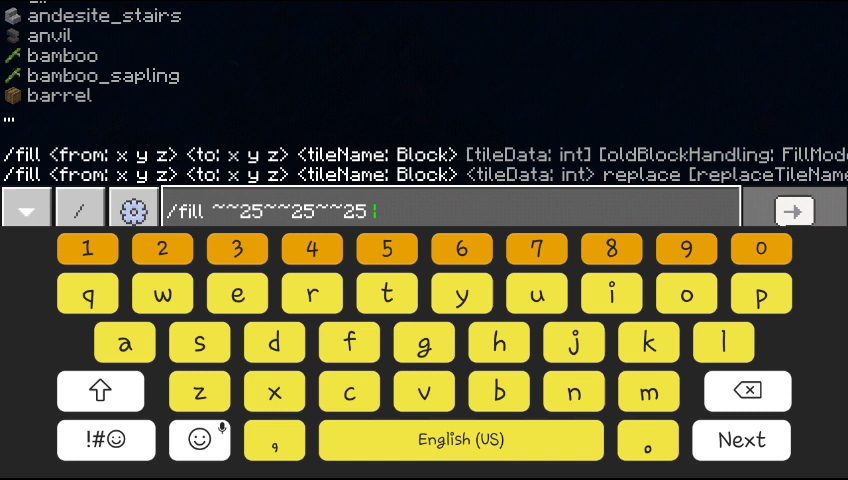 andesite_stairs
anvil
bamboo
bamboo_sapling
barrel
...
/fill <from: x y z> <to: x y z> <tileName: Block> [tileData: int] [oldBlockHandling: FillMod
/fill <from: x y z> <to: x y z> <tileName: Block> <tileData: int> replace [replaceTileName
/ /fill ~~25~~25~~25
1 2 3 4 5 6 7 8 9 0
q w e r t y u i o p
a s d f g h j k l
z x c v b n m
!#☺ , English (US) . Next